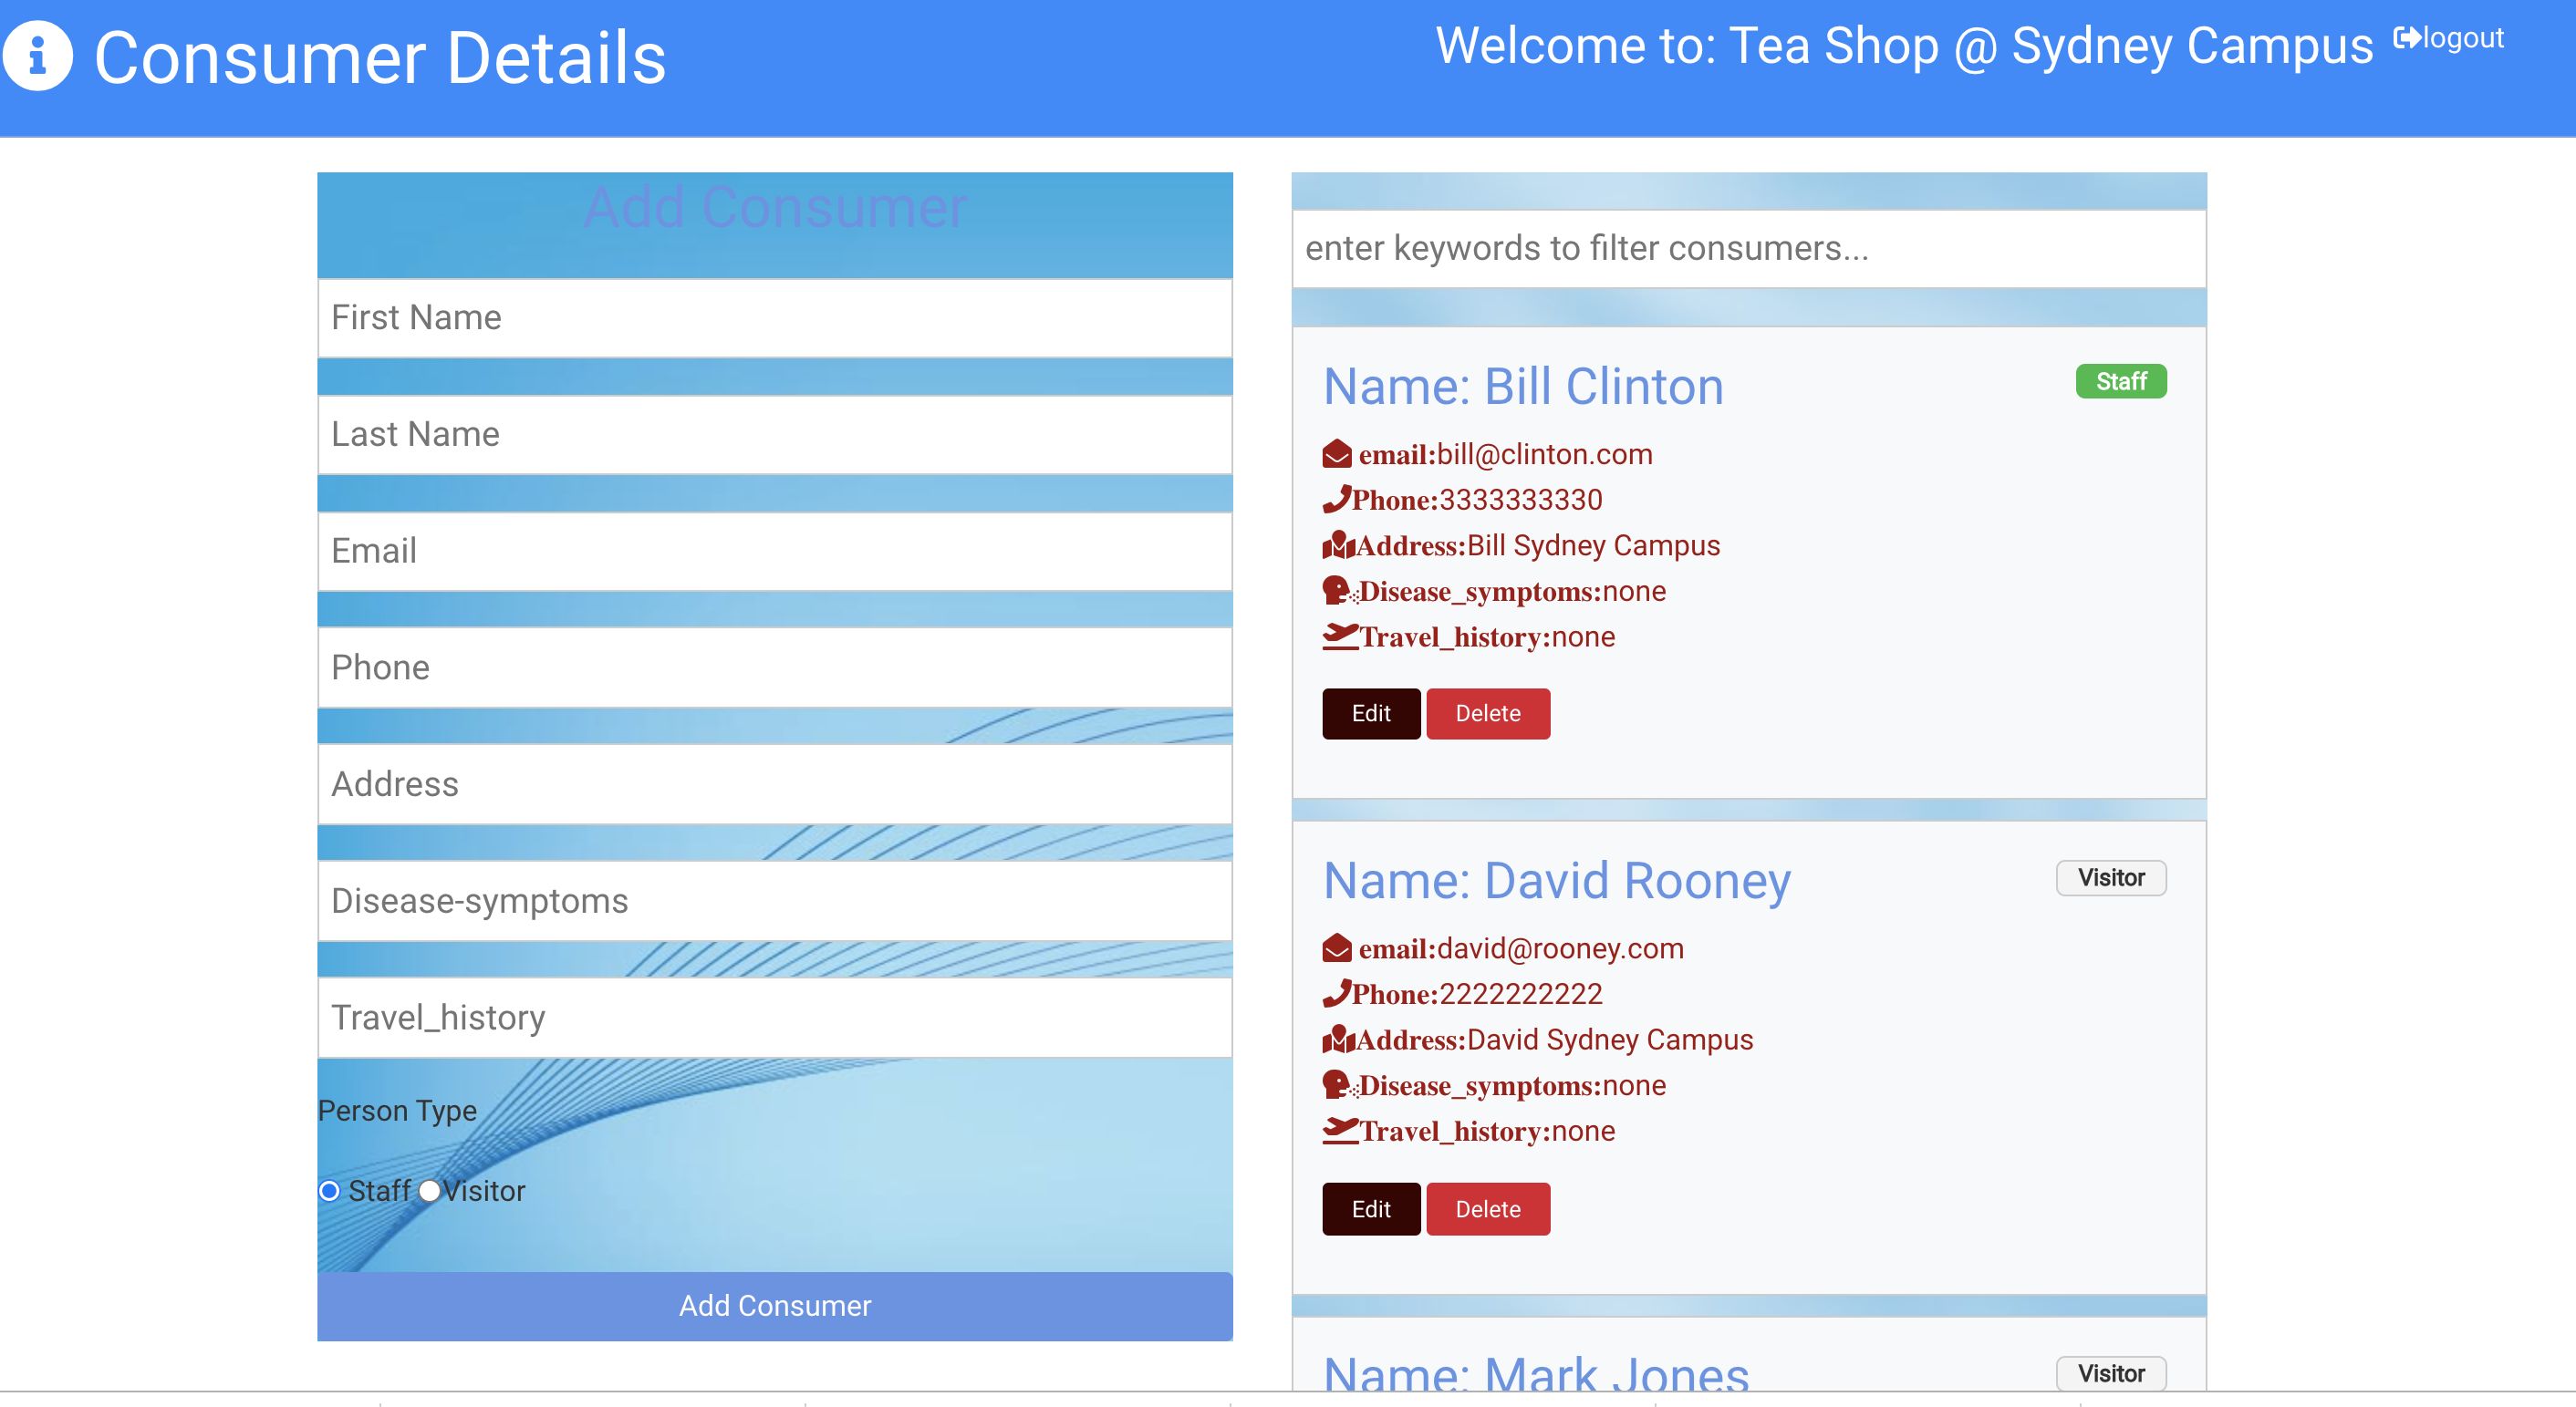 Consumer Details
Welcome to: Tea Shop @ Sydney Campus logout
Add Consumer
First Name
Last Name
Email
Phone
Address
Disease-symptoms
Travel_history
Person Type
Staff Visitor
Add Consumer
enter keywords to filter consumers...
Name: Bill Clinton
Staff
email:bill@clinton.com
Phone:3333333330
Address:Bill Sydney Campus
Disease_symptoms:none
Travel_history:none
Edit Delete
Name: David Rooney
Visitor
email:david@rooney.com
Phone:2222222222
Address:David Sydney Campus
Disease_symptoms:none
Travel_history:none
Edit Delete
Name: Mark Jones
Visitor